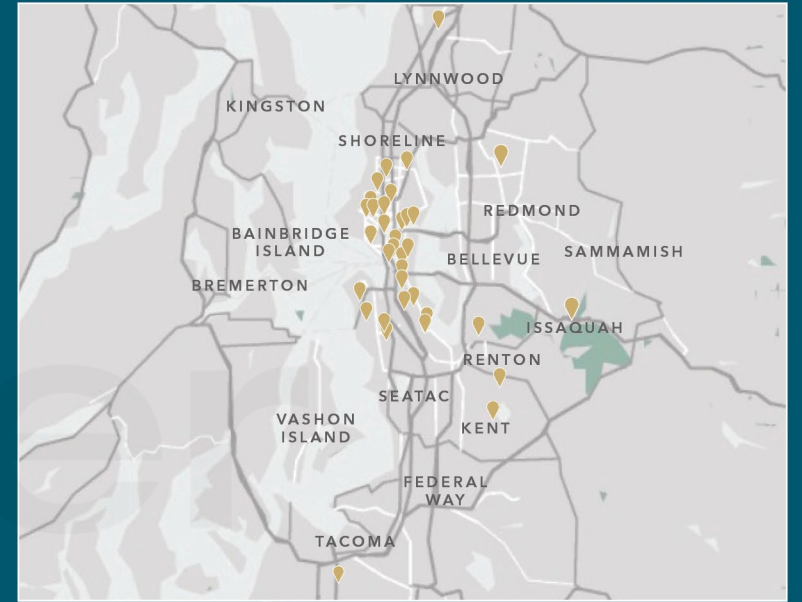 LYNNWOOD
KINGSTON
SHORELINE
REDMOND
BAINBRIDGE
ISLAND
SAMMAMISH
BELLEVUE
BREMERTON
ISSAQUAH
RENTON
SEATAC
VASHON
ISLAND
KENT
FEDERAL
WAY
TACOMA